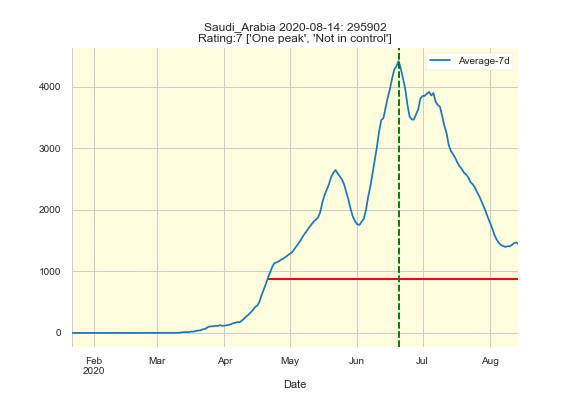 Saudi_Arabia 2020-08-14: 295902
Rating:7 ['One peak', 'Not in control']
Average-7d
4000
3000
2000
1000
0
Feb
2020
Mar
Apr
May
Jun
Jul
Aug
Date